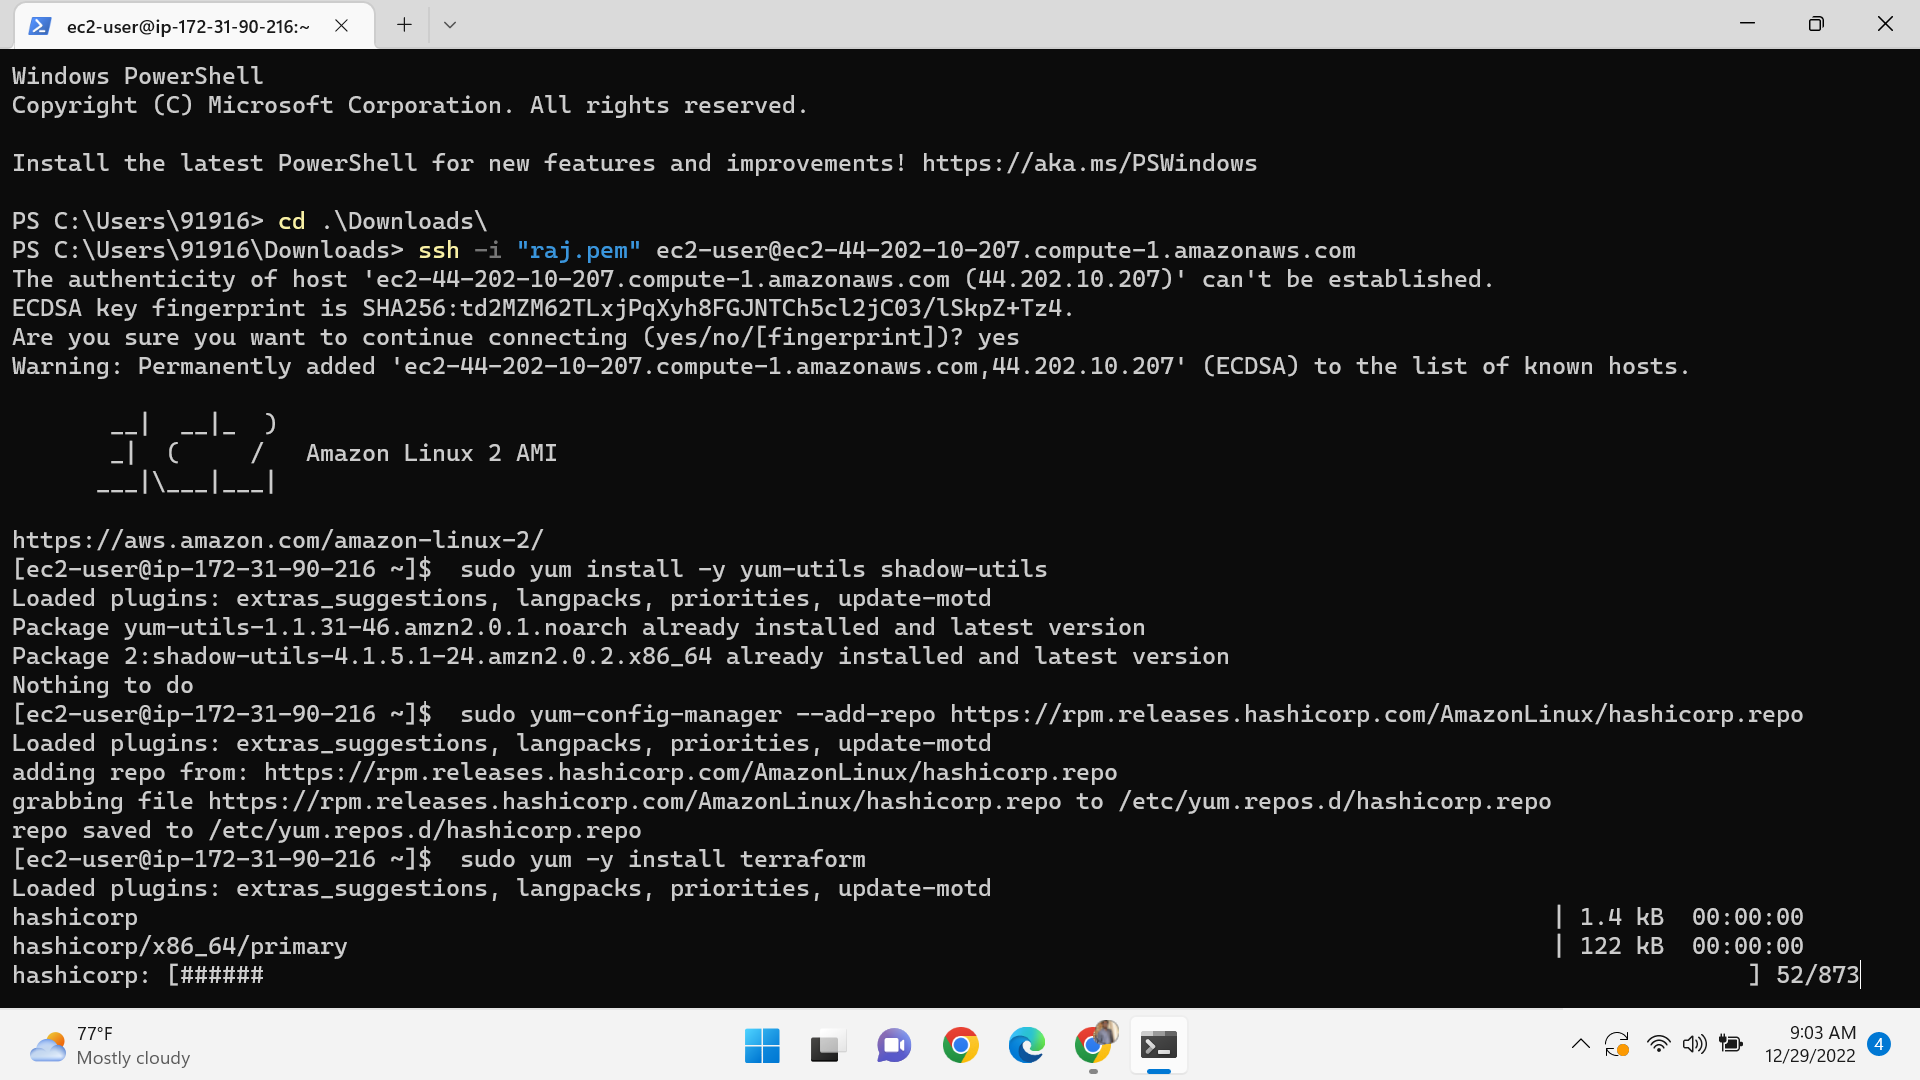 ec2-user@ip-172-31-90-216:~
Windows PowerShell
Copyright (C) Microsoft Corporation. All rights reserved.
Install the latest PowerShell for new features and improvements! https://aka.ms/PSWindows
PS C:\Users\91916> cd .\Downloads\
PS C:\Users\91916\Downloads> ssh -i "raj.pem" ec2-user@ec2-44-202-10-207.compute-1.amazonaws.com
The authenticity of host 'ec2-44-202-10-207.compute-1.amazonaws.com (44.202.10.207)' can't be established.
ECDSA key fingerprint is SHA256:td2MZM62TLxjPqXyh8FGJNTCh5cl2jC03/lSkpZ+Tz4.
Are you sure you want to continue connecting (yes/no/[fingerprint])? yes
Warning: Permanently added 'ec2-44-202-10-207.compute-1.amazonaws.com,44.202.10.207' (ECDSA) to the list of known hosts.
       __|  __|_  )
       _|  (     /   Amazon Linux 2 AMI
      ___|\___|___|
https://aws.amazon.com/amazon-linux-2/
[ec2-user@ip-172-31-90-216 ~]$  sudo yum install -y yum-utils shadow-utils
Loaded plugins: extras_suggestions, langpacks, priorities, update-motd
Package yum-utils-1.1.31-46.amzn2.0.1.noarch already installed and latest version
Package 2:shadow-utils-4.1.5.1-24.amzn2.0.2.x86_64 already installed and latest version
Nothing to do
[ec2-user@ip-172-31-90-216 ~]$  sudo yum-config-manager --add-repo https://rpm.releases.hashicorp.com/AmazonLinux/hashicorp.repo
Loaded plugins: extras_suggestions, langpacks, priorities, update-motd
adding repo from: https://rpm.releases.hashicorp.com/AmazonLinux/hashicorp.repo
grabbing file https://rpm.releases.hashicorp.com/AmazonLinux/hashicorp.repo to /etc/yum.repos.d/hashicorp.repo
repo saved to /etc/yum.repos.d/hashicorp.repo
[ec2-user@ip-172-31-90-216 ~]$  sudo yum -y install terraform
Loaded plugins: extras_suggestions, langpacks, priorities, update-motd
hashicorp | 1.4 kB  00:00:00
hashicorp/x86_64/primary | 122 kB  00:00:00
hashicorp: [###### ] 52/873
77°F
Mostly cloudy
9:03 AM
12/29/2022
4